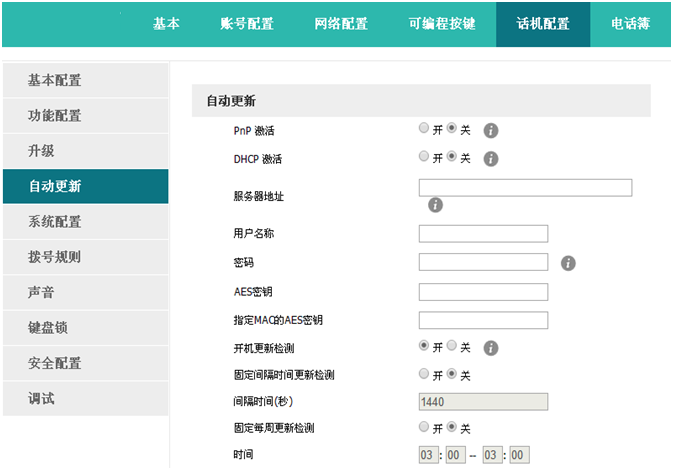 基本 账号配置 网络配置 可编程按键 话机配置 电话簿
基本配置
功能配置
升级
自动更新
系统配置
拨号规则
声音
键盘锁
安全配置
调试
自动更新
PnP 激活 开 关
DHCP 激活 开 关
服务器地址
用户名称
密码
AES密钥
指定MAC的AES密钥
开机更新检测 开 关
固定间隔时间更新检测 开 关
间隔时间(秒) 1440
固定每周更新检测 开 关
时间 03 : 00 -- 03 : 00